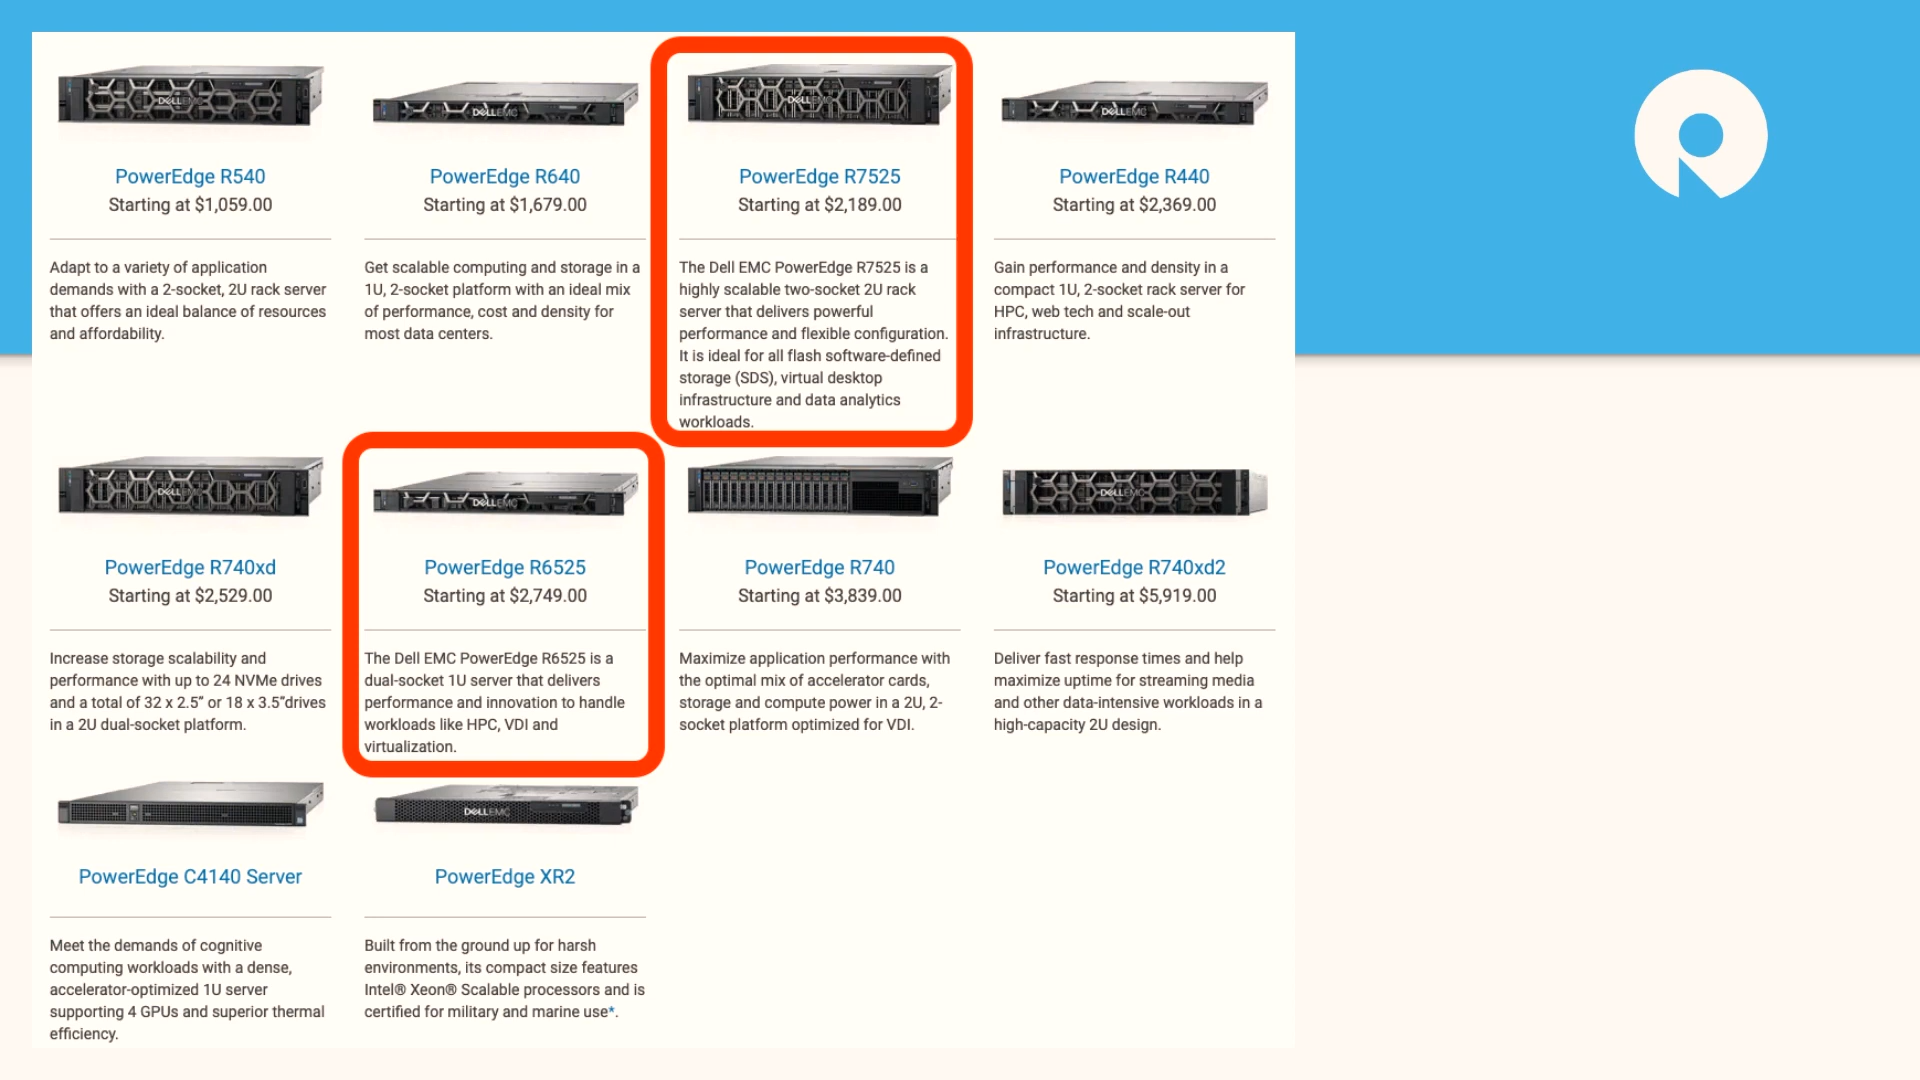 DELLEMC
DELLEMC
DELLEMC
DELLEMC
PowerEdge R540
Starting at $1,059.00
Adapt to a variety of application
demands with a 2-socket, 2U rack server
that offers an ideal balance of resources
and affordability.
PowerEdge R640
Starting at $1,679.00
Get scalable computing and storage in a
1U, 2-socket platform with an ideal mix
of performance, cost and density for
most data centers.
PowerEdge R7525
Starting at $2,189.00
The Dell EMC PowerEdge R7525 is a
highly scalable two-socket 2U rack
server that delivers powerful
performance and flexible configuration.
It is ideal for all flash software-defined
storage (SDS), virtual desktop
infrastructure and data analytics
workloads.
PowerEdge R440
Starting at $2,369.00
Gain performance and density in a
compact 1U, 2-socket rack server for
HPC, web tech and scale-out
infrastructure.
DELLEMC
DELLEMC
DELLEMC
PowerEdge R740xd
Starting at $2,529.00
Increase storage scalability and
performance with up to 24 NVMe drives
and a total of 32 x 2.5” or 18 x 3.5”drives
in a 2U dual-socket platform.
PowerEdge R6525
Starting at $2,749.00
The Dell EMC PowerEdge R6525 is a
dual-socket 1U server that delivers
performance and innovation to handle
workloads like HPC, VDI and
virtualization.
PowerEdge R740
Starting at $3,839.00
Maximize application performance with
the optimal mix of accelerator cards,
storage and compute power in a 2U, 2-
socket platform optimized for VDI.
PowerEdge R740xd2
Starting at $5,919.00
Deliver fast response times and help
maximize uptime for streaming media
and other data-intensive workloads in a
high-capacity 2U design.
DELLEMC
PowerEdge C4140 Server
Meet the demands of cognitive
computing workloads with a dense,
accelerator-optimized 1U server
supporting 4 GPUs and superior thermal
efficiency.
PowerEdge XR2
Built from the ground up for harsh
environments, its compact size features
Intel® Xeon® Scalable processors and is
certified for military and marine use*.